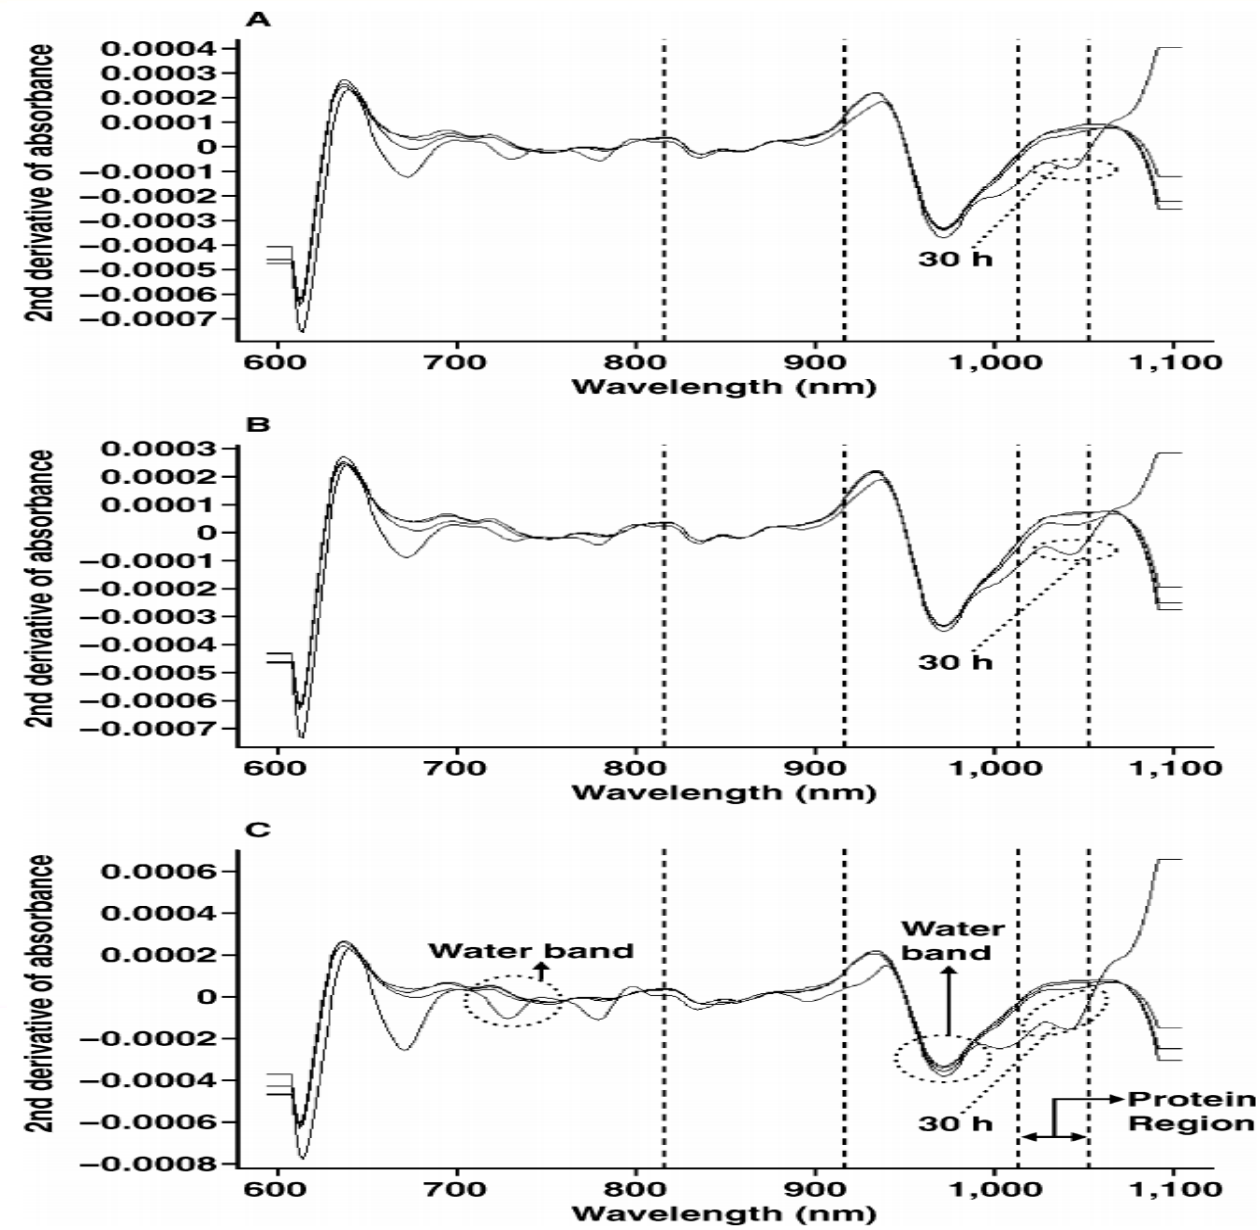 A
2nd derivative of absorbance
0.0004
0.0003
0.0002
0.0001
0
−0.0001
−0.0002
−0.0003
−0.0004
−0.0005
−0.0006
−0.0007
30 h
600 700 800 900 1,000 1,100
Wavelength (nm)
B
2nd derivative of absorbance
0.0003
0.0002
0.0001
0
−0.0001
−0.0002
−0.0003
−0.0004
−0.0005
−0.0006
−0.0007
30 h
600 700 800 900 1,000 1,100
Wavelength (nm)
C
2nd derivative of absorbance
0.0006
0.0004
0.0002
0
−0.0002
−0.0004
−0.0006
−0.0008
Water band
Water
band
30 h
Protein
Region
600 700 800 900 1,000 1,100
Wavelength (nm)